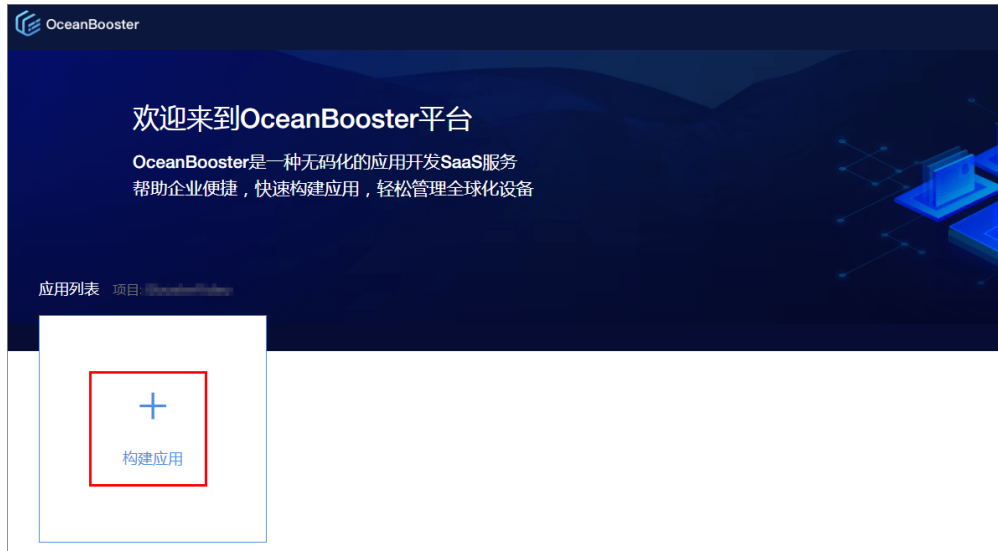 OceanBooster
欢迎来到OceanBooster平台
OceanBooster是一种无码化的应用开发SaaS服务
帮助企业便捷，快速构建应用，轻松管理全球化设备
应用列表 项目:
构建应用